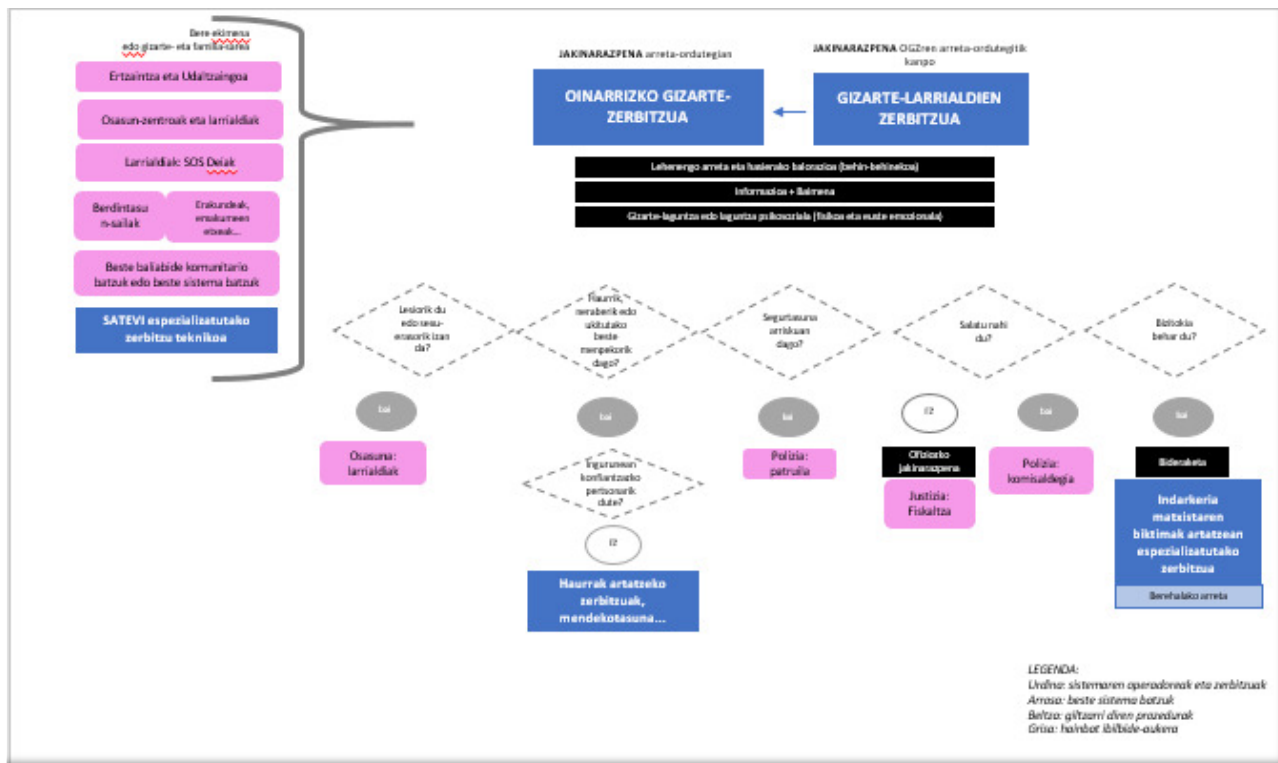 Bere ekimena
edo gizarte- eta familia-sarea
Ertzaintza eta Udaltzaingoa
Osasun-zentroak eta larrialdiak
Larrialdiak: SOS Deiak
Berdintasu
n-sailak
Erakundeak,
emakumeen
etxeak...
Beste baliabide komunitario
batzuk edo beste sistema batzuk
SATEVI espezializatutako
zerbitzu teknikoa
JAKINARAZPENA arreta-ordutegian
OINARRIZKO GIZARTE-
ZERBITZUA
JAKINARAZPENA OGZren arreta-ordutegitik
kanpo
GIZARTE-LARRIALDIEN
ZERBITZUA
Lehenengo arreta eta hasierako balorazioa (behin-behinekoa)
Informazioa + Baimena
Gizarte-laguntza edo laguntza psikosoziala (fisikoa eta euste emozionala)
Lesiorik du
edo sexu-
erasorik izan
da?
Haurrik,
neraberik edo
ukitutako
beste
menpekorik
dago?
Segurtasuna
arriskuan
dago?
Salatu nahi
du?
Bizitokia
behar du?
bai
bai
bai
EZ
bai
bai
Osasuna:
larrialdiak
Ingurunean
konfiantzazko
pertsonarik
dute?
EZ
Haurrak artatzeko
zerbitzuak,
mendekotasuna...
Polizia:
patruila
Ofiziozko
jakinarazpena
Justizia:
Fiskaltza
Polizia:
komisaldegia
Bideraketa
Indarkeria
matxistaren
biktimak artatzean
espezializatutako
zerbitzua
Berehalako arreta
LEGENDA:
Urdina: sistemaren operadoreak eta zerbitzuak
Arrosa: beste sistema batzuk
Beltza: giltzarri diren prozedurak
Grisa: hainbat ibilbide-aukera